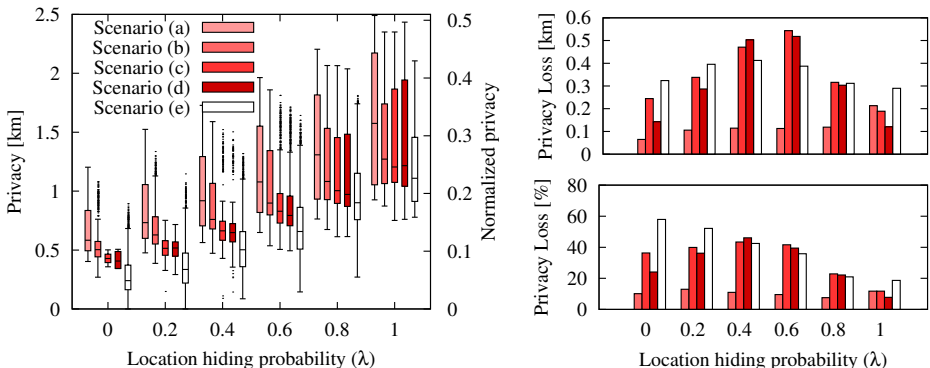 Scenario (a)
Scenario (b)
Scenario (c)
Scenario (d)
Scenario (e)
2.5
2
1.5
1
0.5
0
Privacy [km]
0.5
0.4
0.3
0.2
0.1
0
Normalized privacy
0 0.2 0.4 0.6 0.8 1
Location hiding probability (λ)
0.6
0.5
0.4
0.3
0.2
0.1
0
Privacy Loss [km]
80
60
40
20
0
Privacy Loss [%]
0 0.2 0.4 0.6 0.8 1
Location hiding probability (λ)